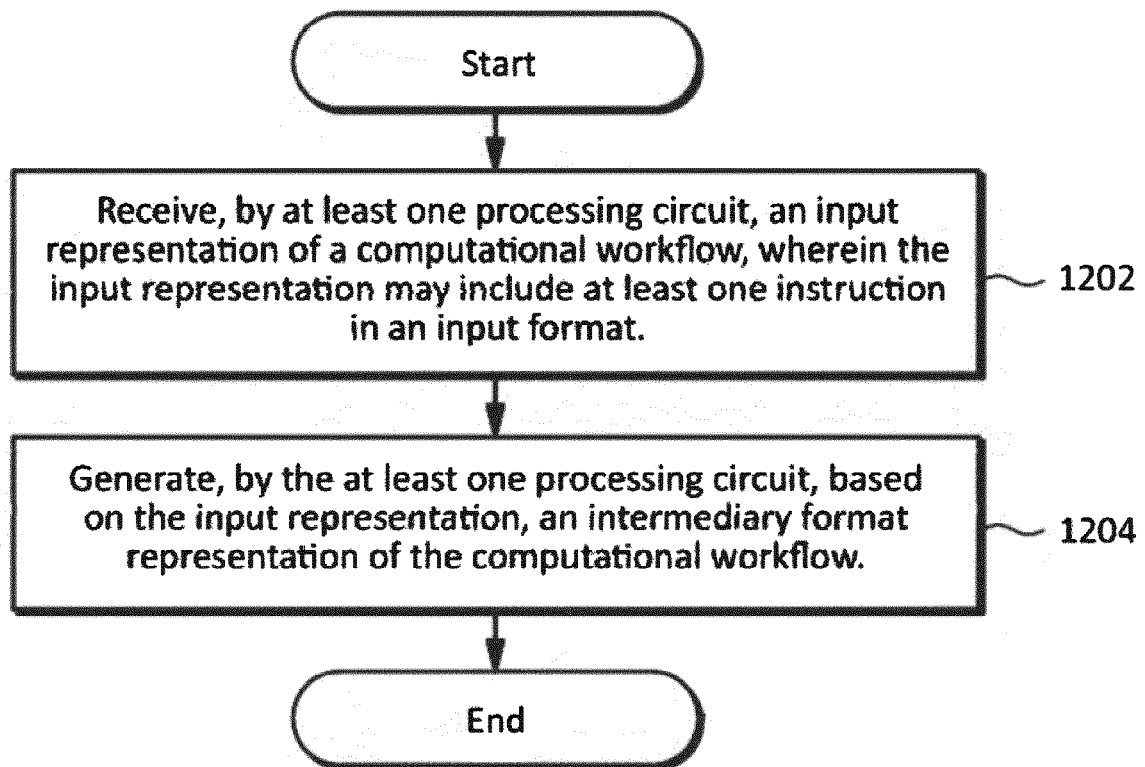 Start
Receive, by at least one processing circuit, an input
representation of a computational workflow, wherein the
input representation may include at least one instruction
in an input format.
1202
Generate, by the at least one processing circuit, based
on the input representation, an intermediary format
representation of the computational workflow.
1204
End